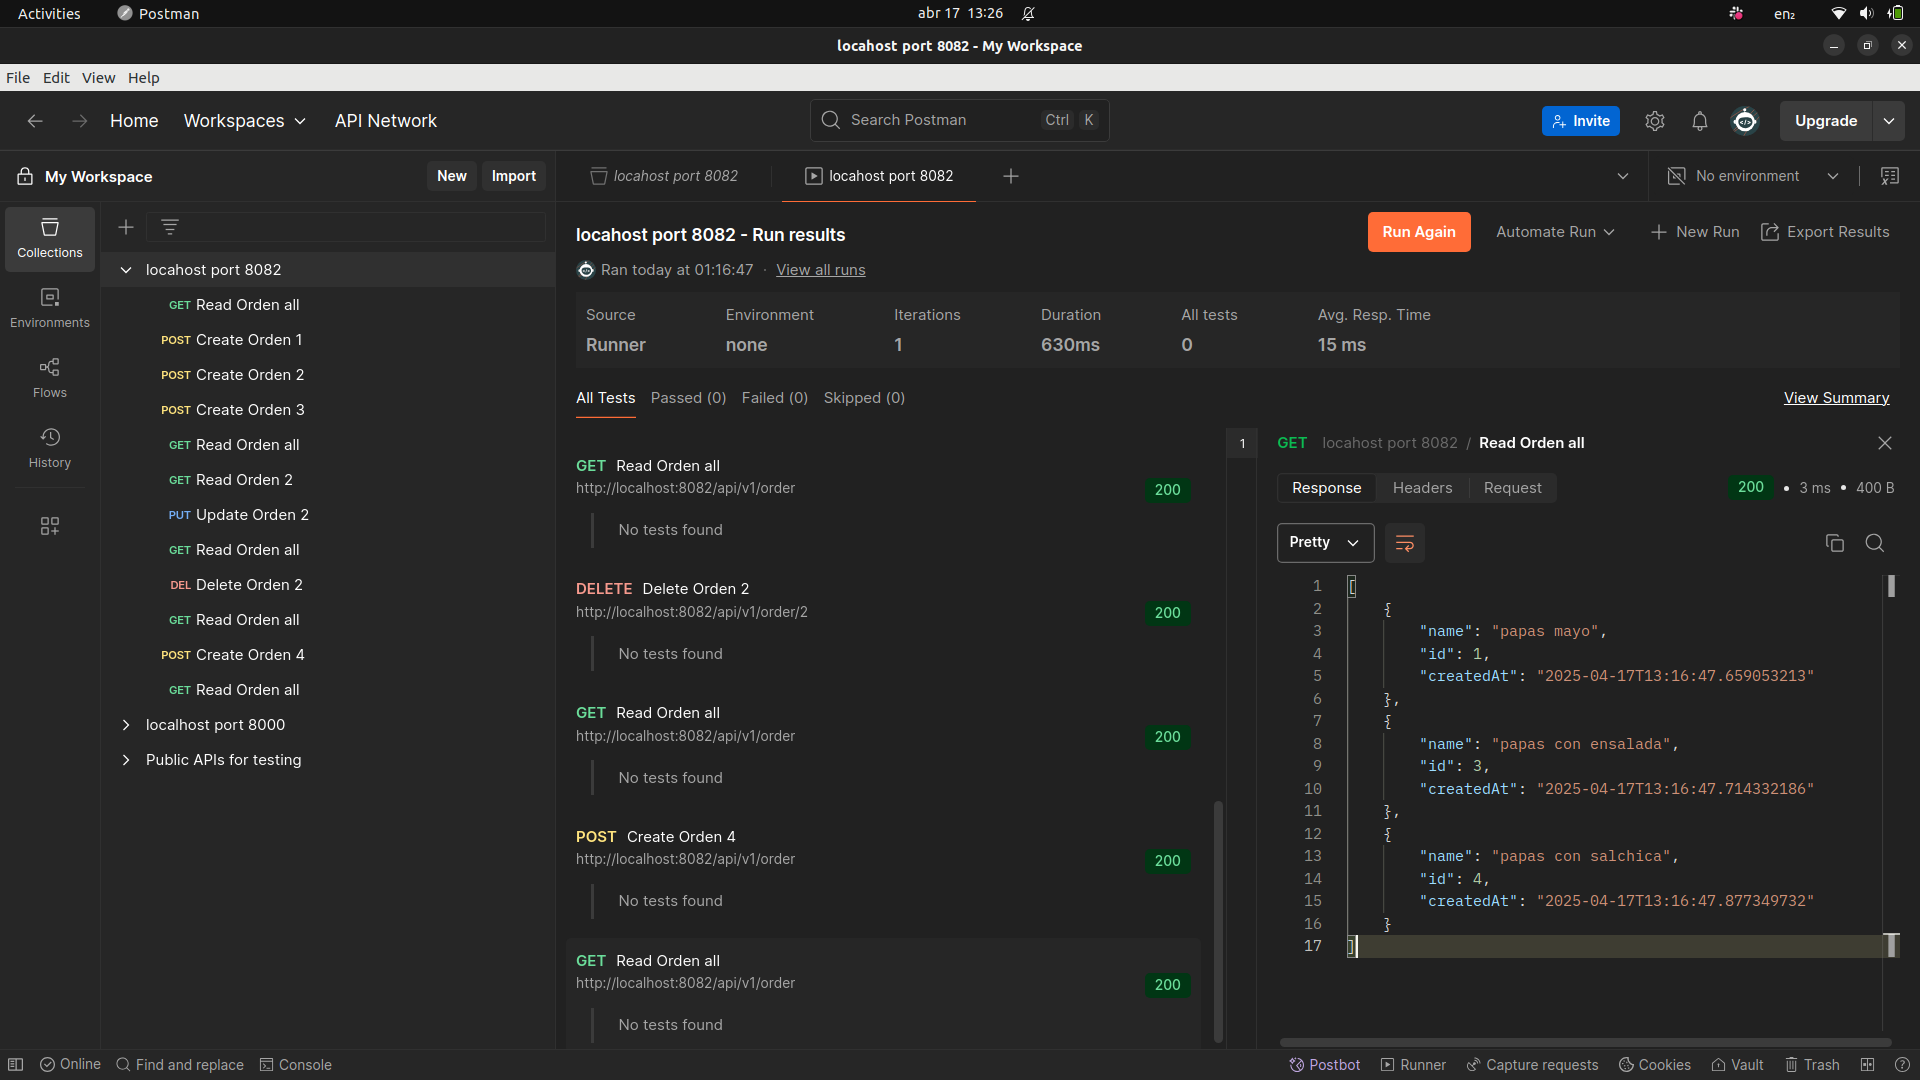 Activities Postman abr 17 13:26 en₂
locahost port 8082 - My Workspace
File Edit View Help
Home Workspaces API Network Search Postman Ctrl K Invite Upgrade
My Workspace New Import locahost port 8082 locahost port 8082 No environment
Collections
Environments
Flows
History
locahost port 8082
GET Read Orden all
POST Create Orden 1
POST Create Orden 2
POST Create Orden 3
GET Read Orden all
GET Read Orden 2
PUT Update Orden 2
GET Read Orden all
DEL Delete Orden 2
GET Read Orden all
POST Create Orden 4
GET Read Orden all
localhost port 8000
Public APIs for testing
locahost port 8082 - Run results Run Again Automate Run New Run Export Results
Ran today at 01:16:47 · View all runs
Source Environment Iterations Duration All tests Avg. Resp. Time
Runner none 1 630ms 0 15 ms
All Tests Passed (0) Failed (0) Skipped (0) View Summary
GET Read Orden all
http://localhost:8082/api/v1/order 200
No tests found
DELETE Delete Orden 2
http://localhost:8082/api/v1/order/2 200
No tests found
GET Read Orden all
http://localhost:8082/api/v1/order 200
No tests found
POST Create Orden 4
http://localhost:8082/api/v1/order 200
No tests found
GET Read Orden all
http://localhost:8082/api/v1/order 200
No tests found
1
GET locahost port 8082 / Read Orden all
Response Headers Request 200 • 3 ms • 400 B
Pretty
1 [
2 {
3 "name": "papas mayo",
4 "id": 1,
5 "createdAt": "2025-04-17T13:16:47.659053213"
6 },
7 {
8 "name": "papas con ensalada",
9 "id": 3,
10 "createdAt": "2025-04-17T13:16:47.714332186"
11 },
12 {
13 "name": "papas con salchica",
14 "id": 4,
15 "createdAt": "2025-04-17T13:16:47.877349732"
16 }
17 ]
Online Find and replace Console Postbot Runner Capture requests Cookies Vault Trash